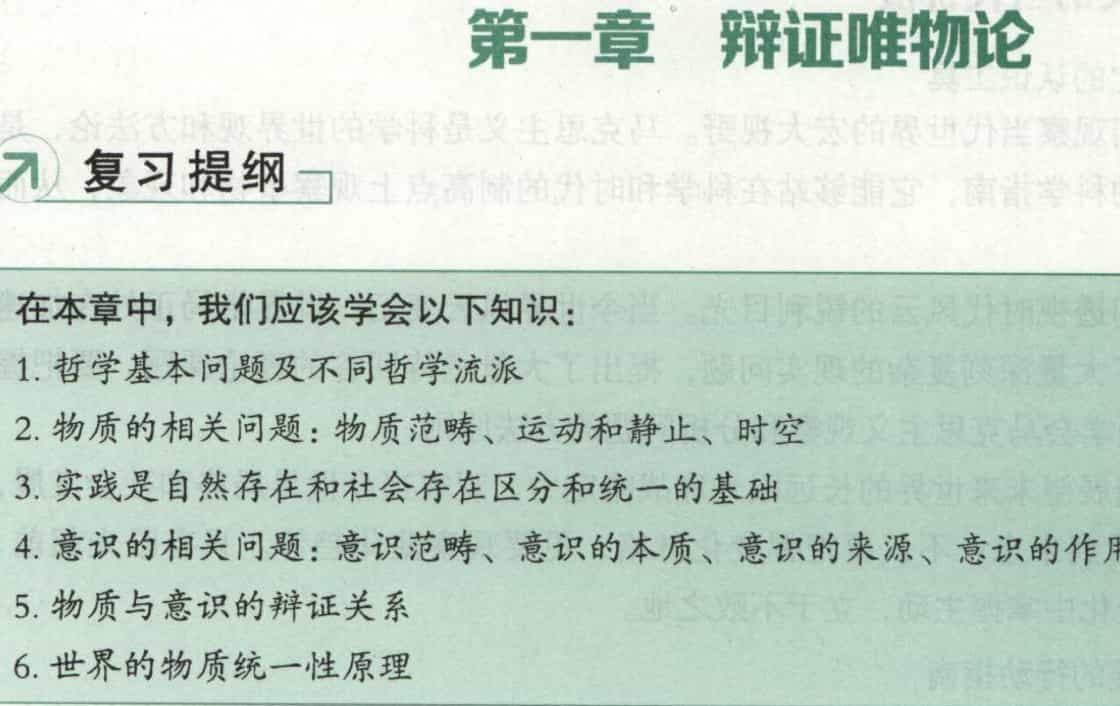 第一章 辩证唯物论
复习提纲
在本章中，我们应该学会以下知识：
1. 哲学基本问题及不同哲学流派
2. 物质的相关问题：物质范畴、运动和静止、时空
3. 实践是自然存在和社会存在区分和统一的基础
4. 意识的相关问题：意识范畴、意识的本质、意识的来源、意识的作用
5. 物质与意识的辩证关系
6. 世界的物质统一性原理